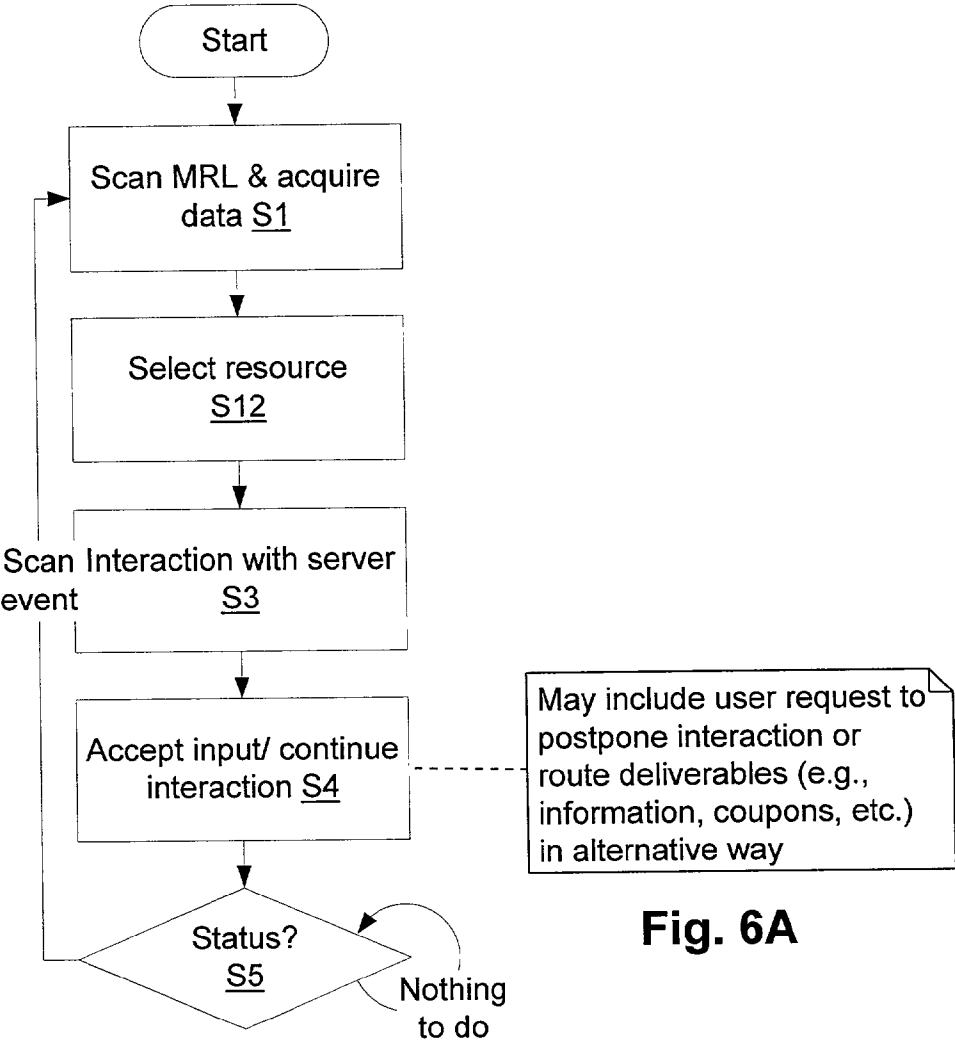 Start
Scan MRL & acquire
data S1
Select resource
S12
Scan
event
Interaction with server
S3
Accept input/ continue
interaction S4
May include user request to
postpone interaction or
route deliverables (e.g.,
information, coupons, etc.)
in alternative way
Status?
S5
Nothing
to do
Fig. 6A